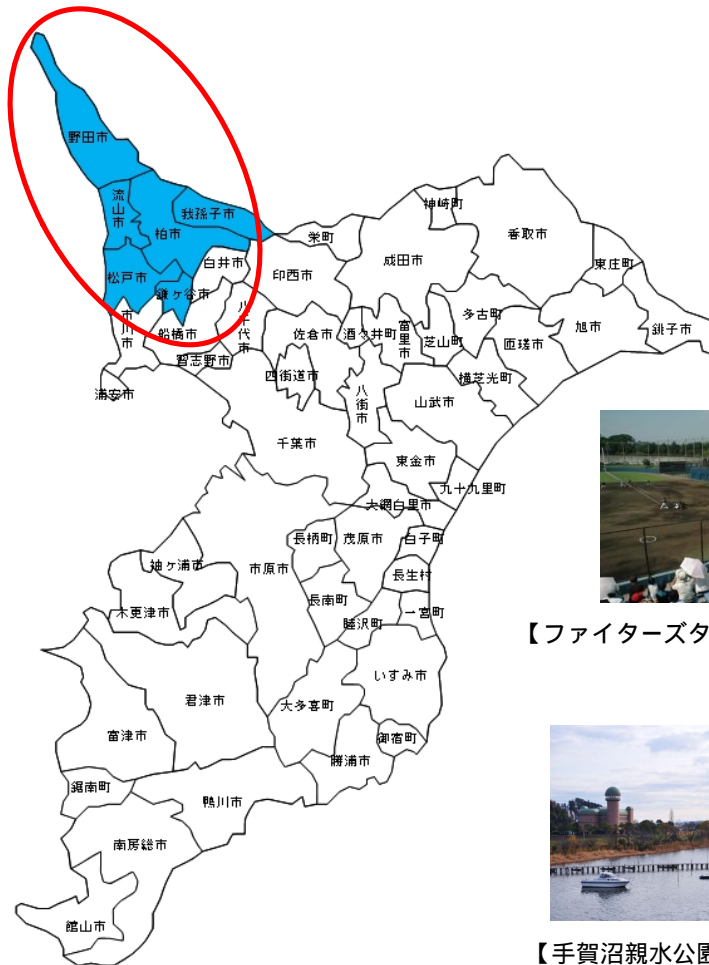 野田市
流山市
柏市
我孫子市
松戸市
鎌ヶ谷市
白井市
印西市
栄町
成田市
神崎町
香取市
東庄町
市川市
船橋市
八千代市
佐倉市
酒々井町
富里市
芝山町
多古町
匝瑳市
旭市
銚子市
習志野市
浦安市
四街道市
八街市
山武市
横芝光町
千葉市
東金市
九十九里町
大網白里市
白子町
長柄町
茂原市
長生村
袖ヶ浦市
市原市
長南町
睦沢町
一宮町
木更津市
いすみ市
君津市
大多喜町
富津市
御宿町
勝浦市
鋸南町
鴨川市
南房総市
館山市
【ファイターズタ
【手賀沼親水公園